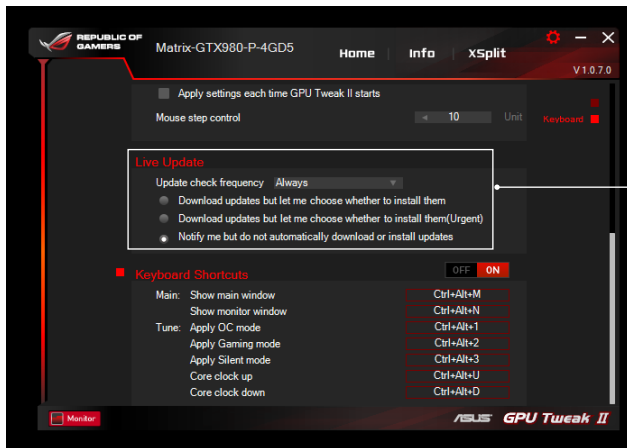 REPUBLIC OF
GAMERS
Matrix-GTX980-P-4GD5
Home
Info
XSplit
V1.0.7.0
Apply settings each time GPU Tweak II starts
Mouse step control
10
Unit
Keyboard
Live Update
Update check frequency Always
Download updates but let me choose whether to install them
Download updates but let me choose whether to install them(Urgent)
Notify me but do not automatically download or install updates
Keyboard Shortcuts
OFF ON
Main: Show main window Ctrl+Alt+M
Show monitor window Ctrl+Alt+N
Tune: Apply OC mode Ctrl+Alt+1
Apply Gaming mode Ctrl+Alt+2
Apply Silent mode Ctrl+Alt+3
Core clock up Ctrl+Alt+U
Core clock down Ctrl+Alt+D
Monitor
ASUS GPU Tweak II